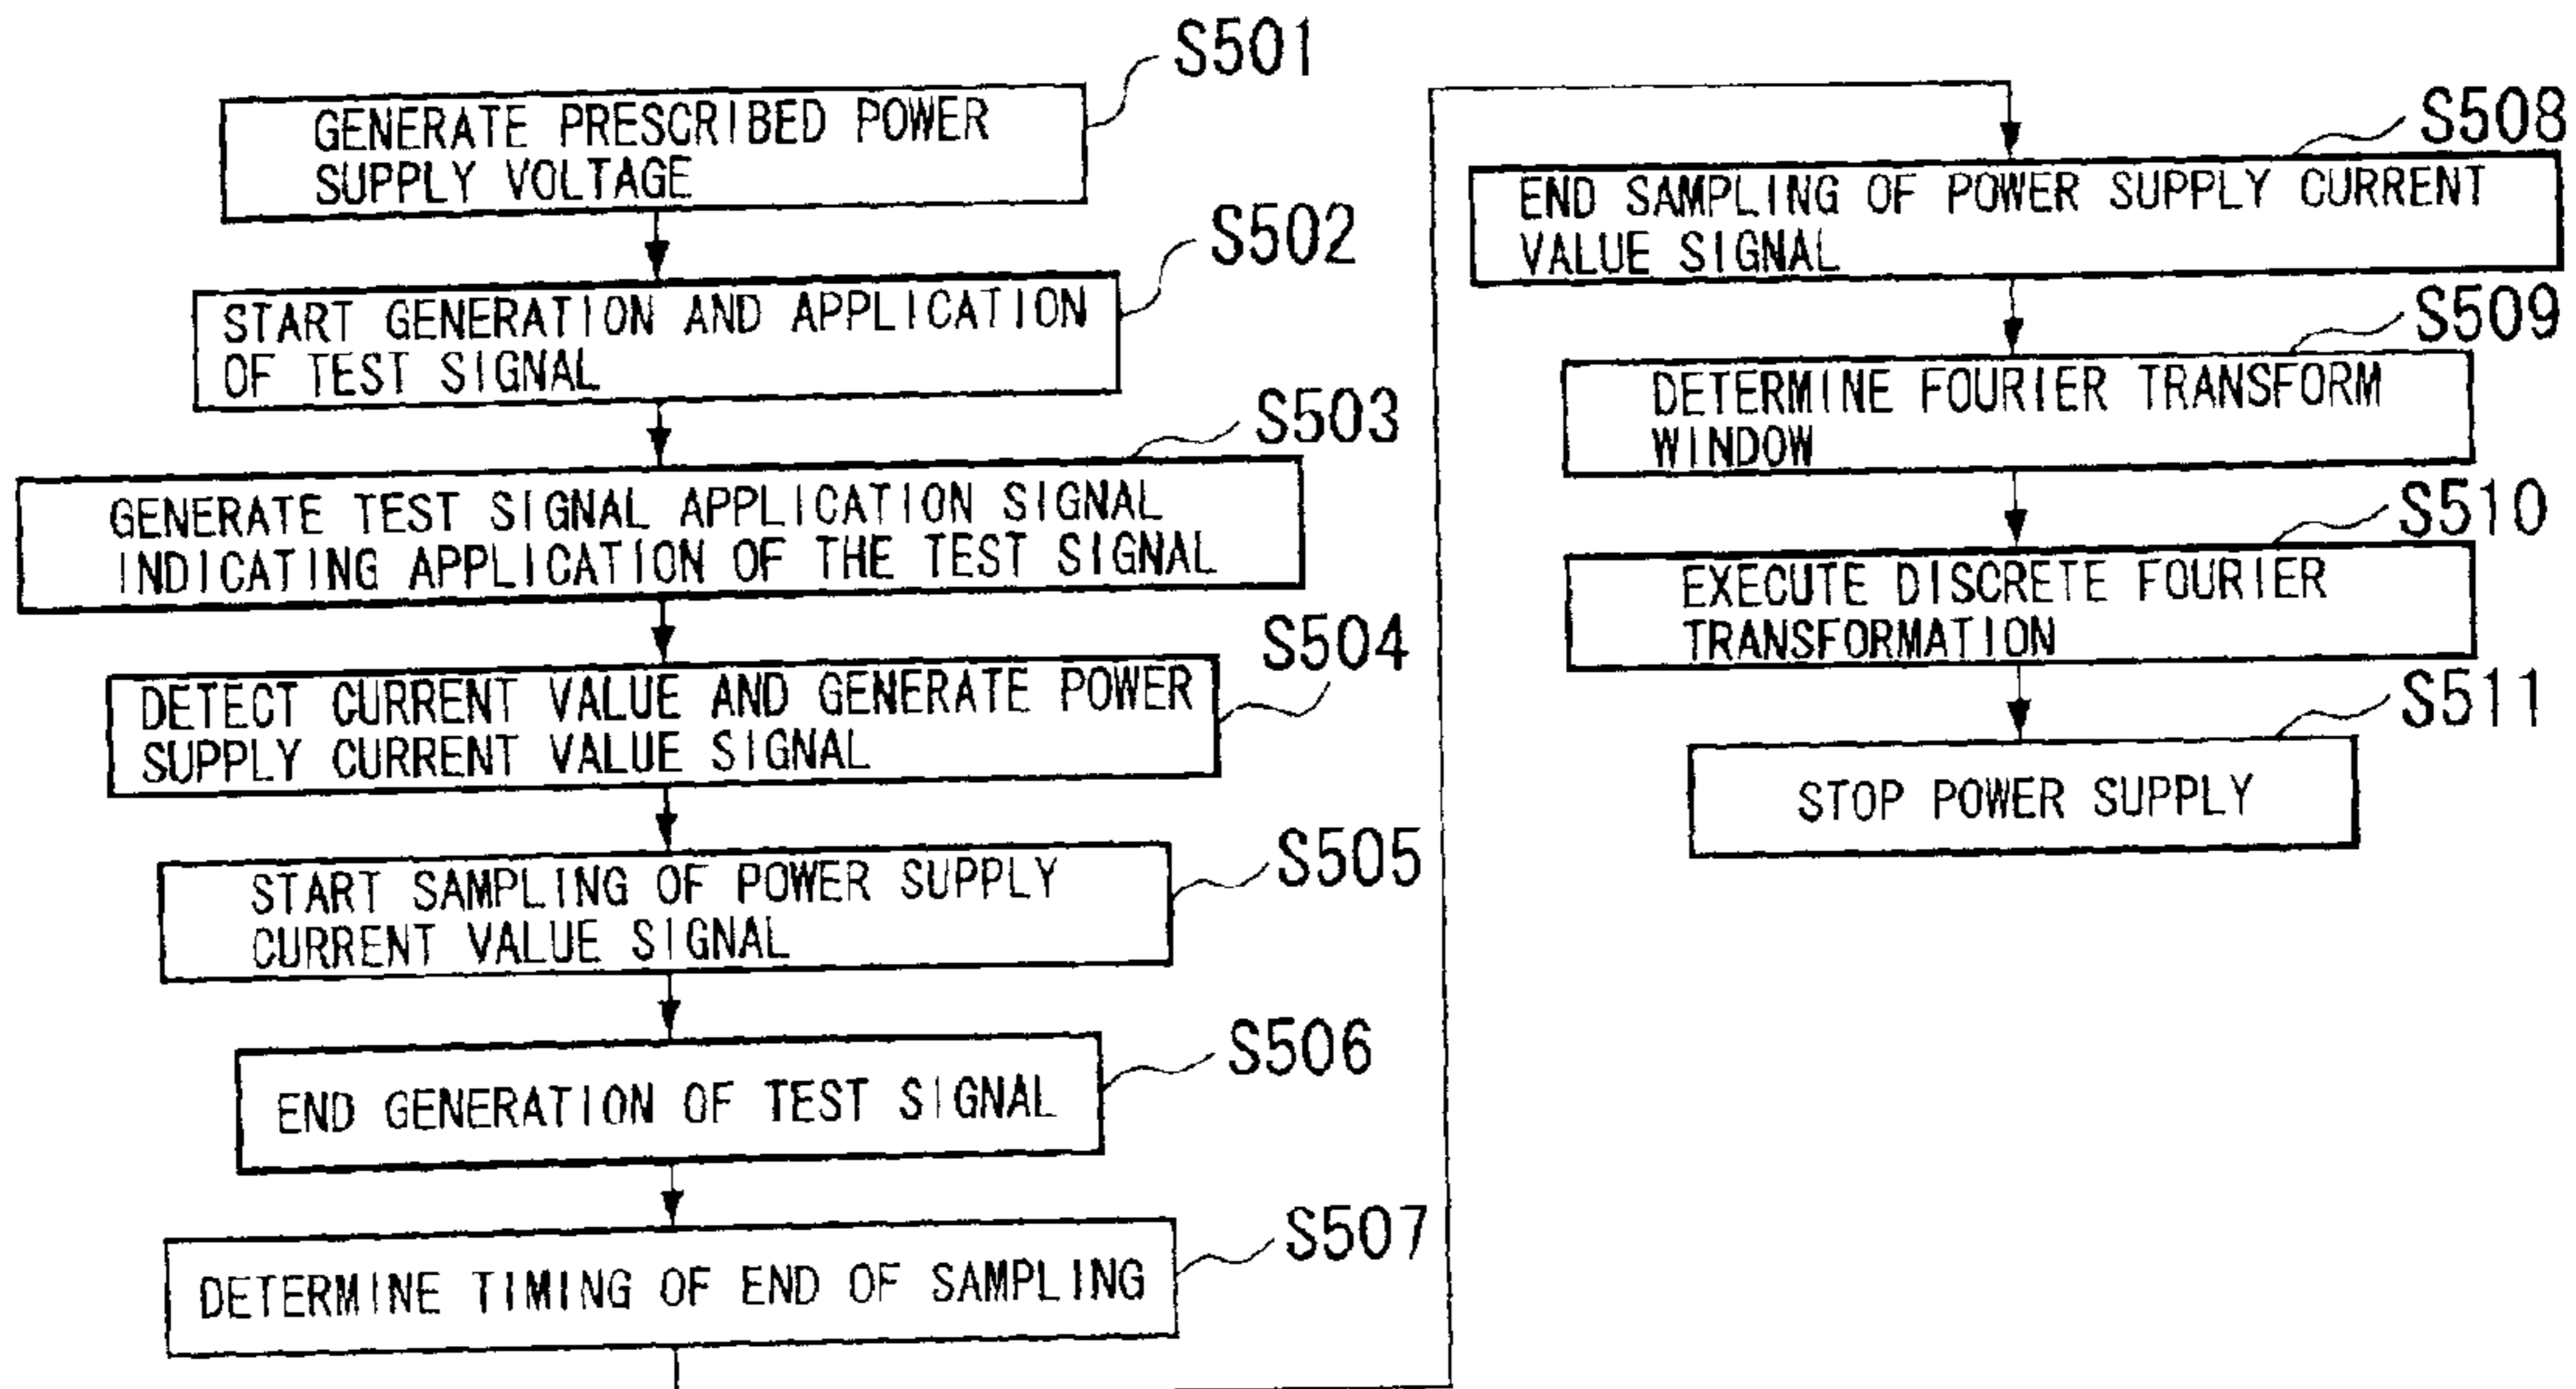 S501
GENERATE PRESCRIBED POWER
SUPPLY VOLTAGE
S502
START GENERATION AND APPLICATION
OF TEST SIGNAL
S503
GENERATE TEST SIGNAL APPLICATION SIGNAL
INDICATING APPLICATION OF THE TEST SIGNAL
S504
DETECT CURRENT VALUE AND GENERATE POWER
SUPPLY CURRENT VALUE SIGNAL
S505
START SAMPLING OF POWER SUPPLY
CURRENT VALUE SIGNAL
S506
END GENERATION OF TEST SIGNAL
S507
DETERMINE TIMING OF END OF SAMPLING
S508
END SAMPLING OF POWER SUPPLY CURRENT
VALUE SIGNAL
S509
DETERMINE FOURIER TRANSFORM
WINDOW
S510
EXECUTE DISCRETE FOURIER
TRANSFORMATION
S511
STOP POWER SUPPLY